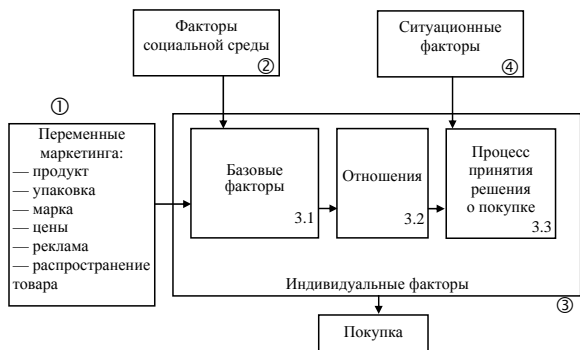 Факторы
социальной среды
②
Ситуационные
факторы
④
①
Переменные
маркетинга:
— продукт
— упаковка
— марка
— цены
— реклама
— распространение
товара
Базовые
факторы
3.1
Отношения
3.2
Процесс
принятия
решения
о покупке
3.3
Индивидуальные факторы
③
Покупка